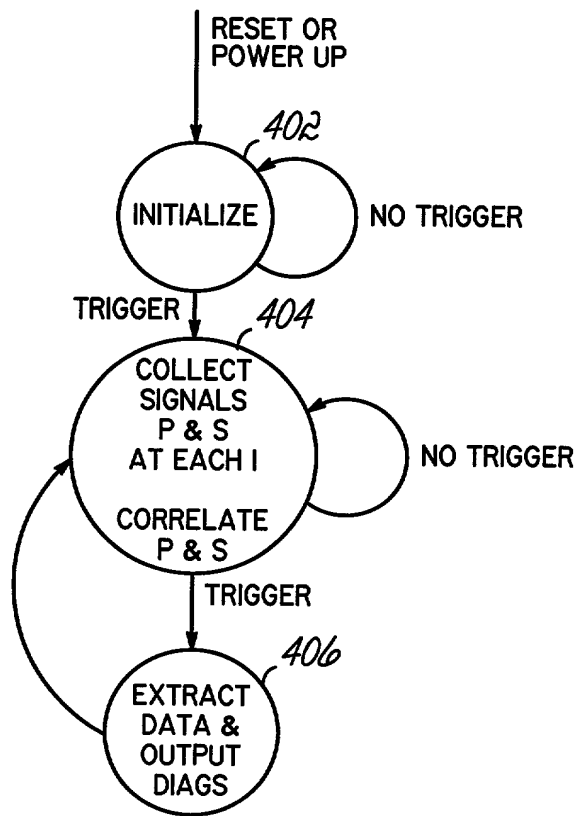 RESET OR
POWER UP
402
INITIALIZE
NO TRIGGER
TRIGGER
404
COLLECT
SIGNALS
P & S
AT EACH I
CORRELATE
P & S
NO TRIGGER
TRIGGER
406
EXTRACT
DATA &
OUTPUT
DIAGS